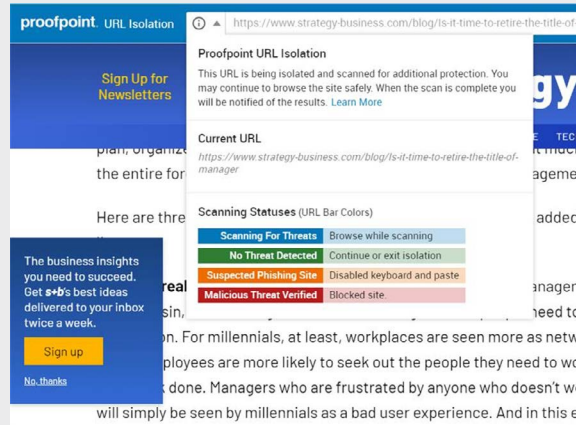 proofpoint. URL Isolation
https://www.strategy-business.com/blog/Is-it-time-to-retire-the-title-of-
Sign Up for
Newsletters
Proofpoint URL Isolation
This URL is being isolated and scanned for additional protection. You
may continue to browse the site safely. When the scan is complete you
will be notified of the results. Learn More
Current URL
https://www.strategy-business.com/blog/Is-it-time-to-retire-the-title-of-
manager
Scanning Statuses (URL Bar Colors)
Scanning For Threats Browse while scanning
No Threat Detected Continue or exit isolation
Suspected Phishing Site Disabled keyboard and paste
Malicious Threat Verified Blocked site.
gy
E TEC
plan, organize
the entire for
Here are thre
added
The business insights
you need to succeed.
Get s+b's best ideas
delivered to your inbox
twice a week.
Sign up
No, thanks
on. For millennials, at least, workplaces are seen more as netw
ployees are more likely to seek out the people they need to wo
done. Managers who are frustrated by anyone who doesn't w
will simply be seen by millennials as a bad user experience. And in this e